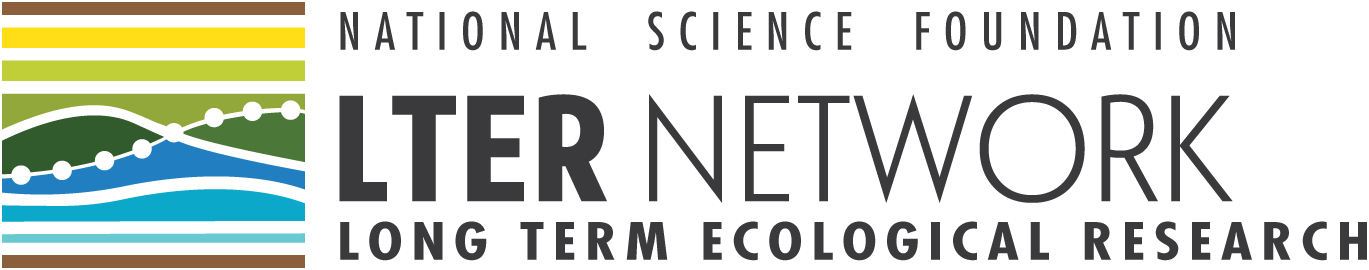 NATIONAL SCIENCE FOUNDATION
LTER NETWORK
LONG TERM ECOLOGICAL RESEARCH